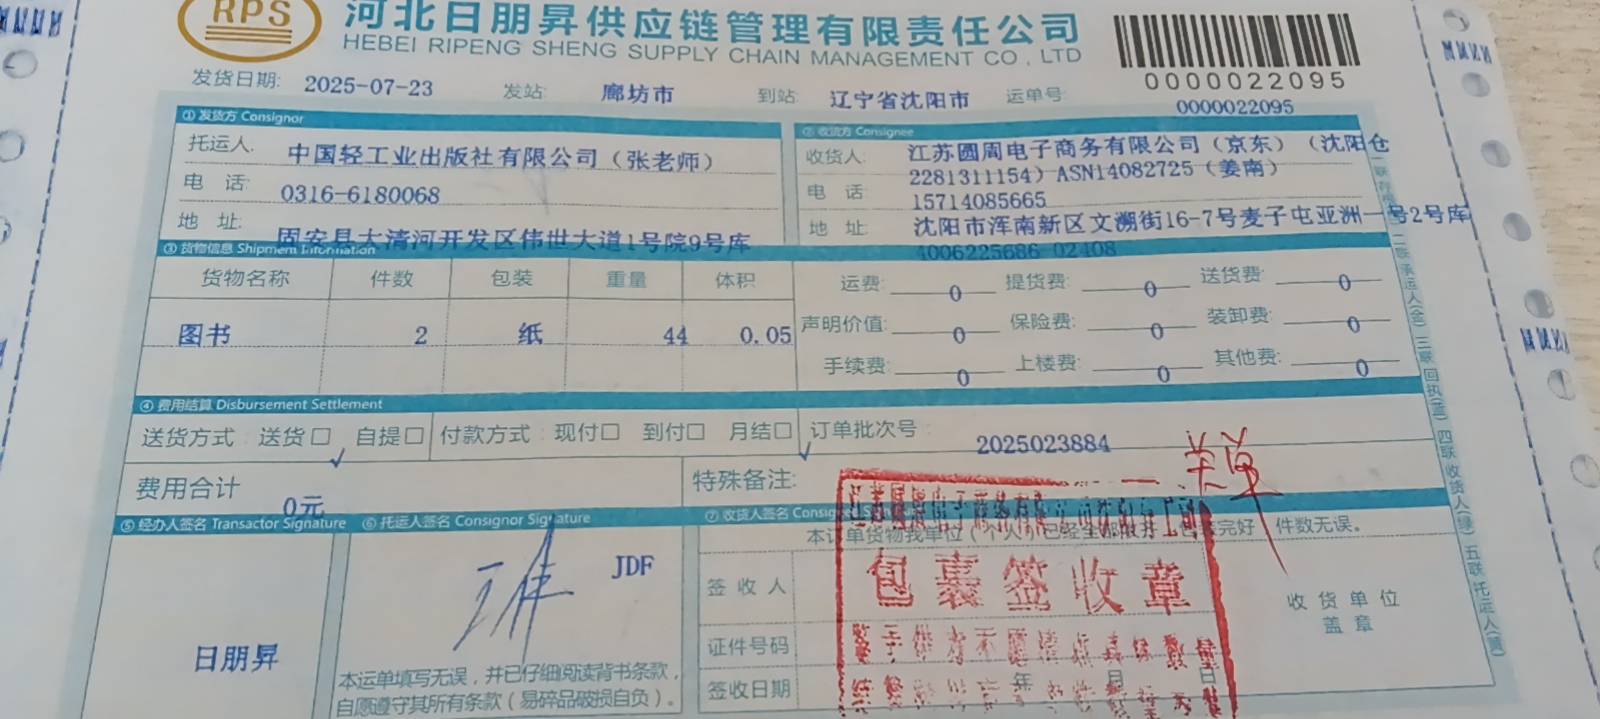 RPS
河北日朋昇供应链管理有限责任公司
HEBEI RIPENG SHENG SUPPLY CHAIN MANAGEMENT CO . LTD
0000022095
发货日期: 2025-07-23 发站: 廊坊市 到站: 辽宁省沈阳市 运单号: 0000022095
① 发货方 Consignor
托运人: 中国轻工业出版社有限公司（张老师）
电 话: 0316-6180068
地 址: 固安县大清河开发区伟世大道1号院9号库
② 收货方 Consignee
收货人: 江苏圆周电子商务有限公司（京东）（沈阳仓
2281311154）ASN14082725（姜南）
电 话: 15714085665
地 址: 沈阳市浑南新区文溯街16-7号麦子屯亚洲一号2号库
4006225686 02408
③ 货物信息 Shipment Information
货物名称 件数 包装 重量 体积
图书 2 纸 44 0.05
运费: 0 提货费: 0 送货费: 0
声明价值: 0 保险费: 0 装卸费: 0
手续费: 0 上楼费: 0 其他费: 0
④ 费用结算 Disbursement Settlement
送货方式: 送货 □ 自提 □ 付款方式: 现付 □ 到付 □ 月结 □ 订单批次号: 2025023884
✓ ✓
费用合计 0元
特殊备注:
⑤ 经办人签名 Transactor Signature
日朋昇
⑥ 托运人签名 Consignor Signature
JDF
本运单填写无误，并已仔细阅读背书条款，
自愿遵守其所有条款（易碎品破损自负）。
⑦ 收货人签名
完好 件数无误。
包裹签收章
签 收 人
证件号码
签收日期 年 月 日
收 货 单 位
盖 章